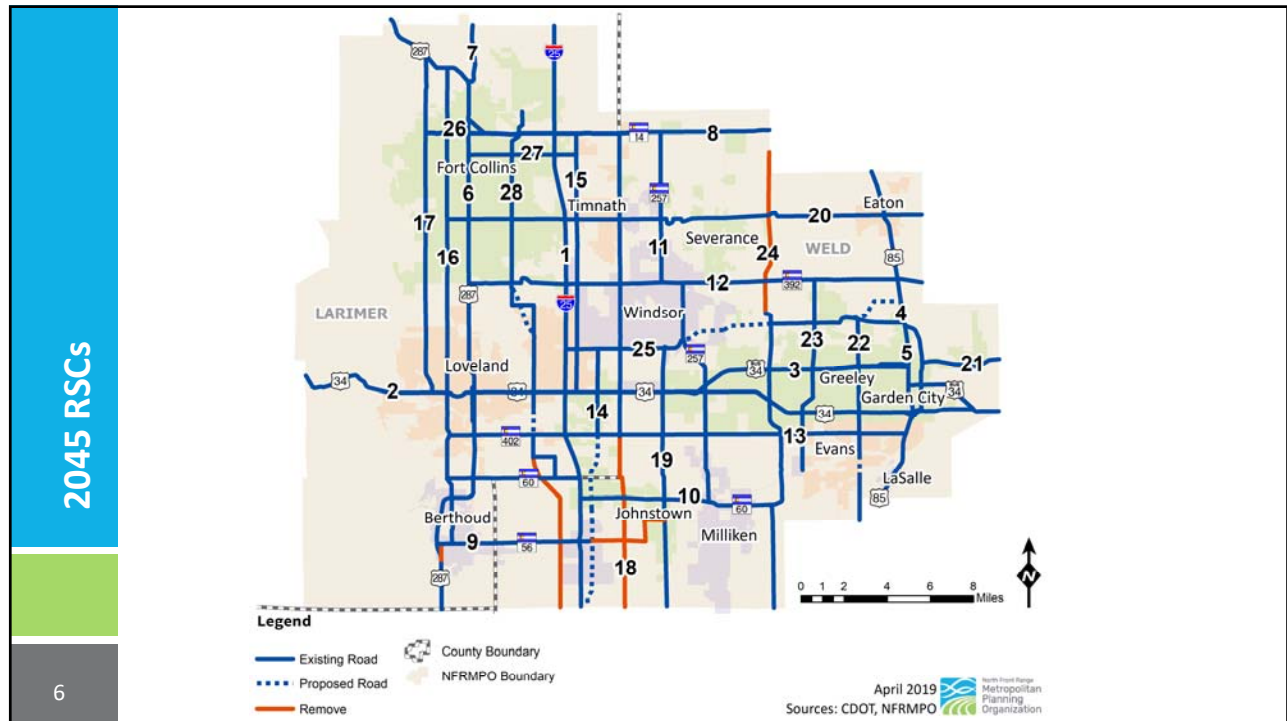 2045 RSCs
6
287
7
25
26
14
8
27
Fort Collins
6
28
15
257
Timnath
17
20
Eaton
Severance
1
11
WELD
16
24
85
12
392
287
25
LARIMER
Windsor
4
23
22
5
25
257
Loveland
34
3
21
Greeley
34
34
2
34
34
Garden City
34
14
13
402
Evans
19
LaSalle
60
85
10
Johnstown
60
Berthoud
Milliken
9
56
18
287
0 1 2 4 6 8
Miles
N
Legend
Existing Road
Proposed Road
Remove
County Boundary
NFRMPO Boundary
April 2019
Sources: CDOT, NFRMPO
North Front Range
Metropolitan
Planning
Organization